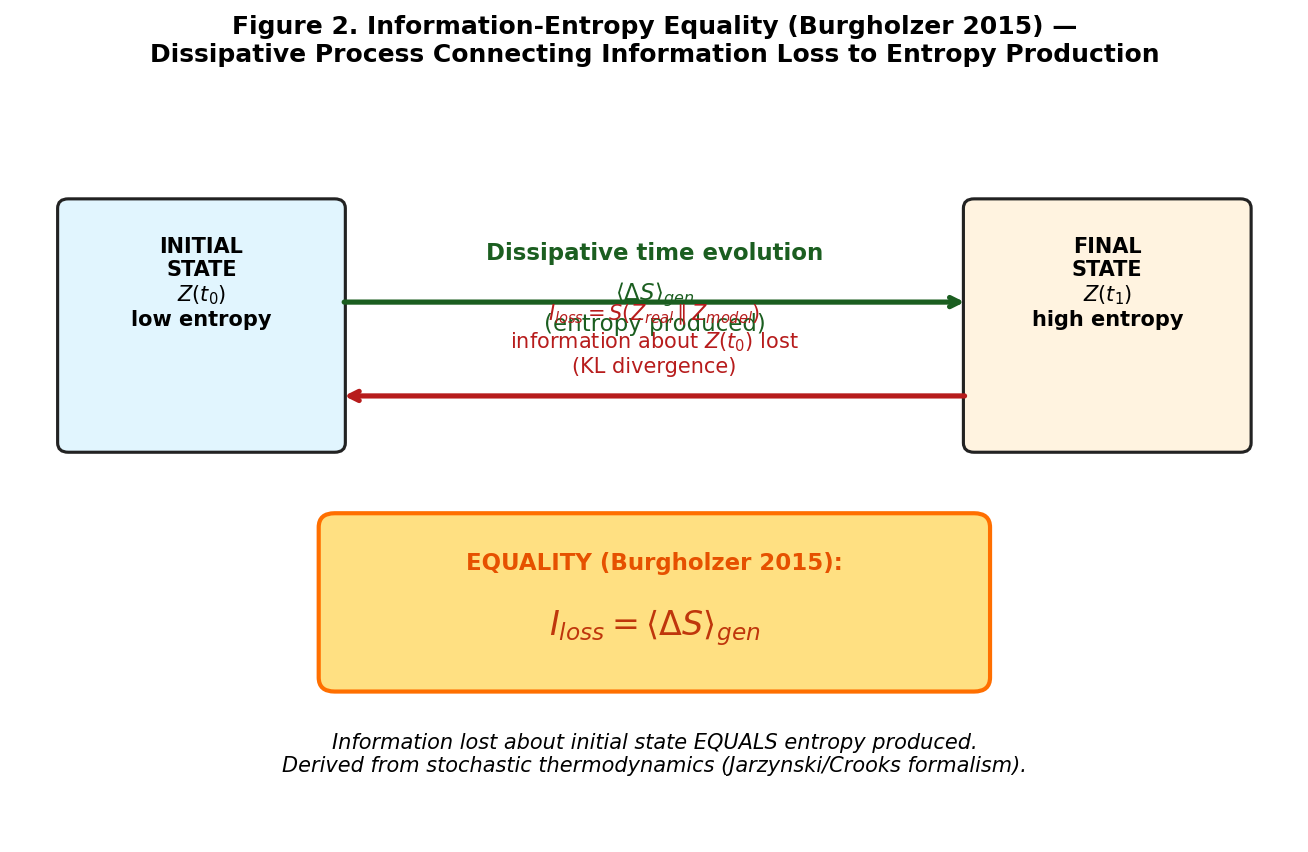 Figure 2. Information-Entropy Equality (Burgholzer 2015) —
Dissipative Process Connecting Information Loss to Entropy Production
INITIAL
STATE
Z(t₀)
low entropy
Dissipative time evolution
⟨ΔS⟩gen
(entropy produced)
I_loss = S(Z_real ∥ Z_model)
information about Z(t₀) lost
(KL divergence)
FINAL
STATE
Z(t₁)
high entropy
EQUALITY (Burgholzer 2015):
I_loss = ⟨ΔS⟩gen
Information lost about initial state EQUALS entropy produced.
Derived from stochastic thermodynamics (Jarzynski/Crooks formalism).